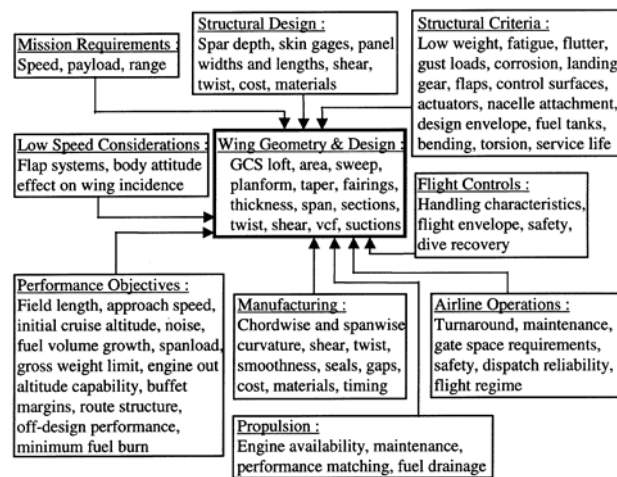 Mission Requirements :
Speed, payload, range
Structural Design :
Spar depth, skin gages, panel
widths and lengths, shear,
twist, cost, materials
Structural Criteria :
Low weight, fatigue, flutter,
gust loads, corrosion, landing
gear, flaps, control surfaces,
actuators, nacelle attachment,
design envelope, fuel tanks,
bending, torsion, service life
Low Speed Considerations :
Flap systems, body attitude
effect on wing incidence
Wing Geometry & Design :
GCS loft, area, sweep,
planform, taper, fairings,
thickness, span, sections,
twist, shear, vcf, suctions
Flight Controls :
Handling characteristics,
flight envelope, safety,
dive recovery
Performance Objectives :
Field length, approach speed,
initial cruise altitude, noise,
fuel volume growth, spanload,
gross weight limit, engine out
altitude capability, buffet
margins, route structure,
off-design performance,
minimum fuel burn
Manufacturing :
Chordwise and spanwise
curvature, shear, twist,
smoothness, seals, gaps,
cost, materials, timing
Airline Operations :
Turnaround, maintenance,
gate space requirements,
safety, dispatch reliability,
flight regime
Propulsion :
Engine availability, maintenance,
performance matching, fuel drainage